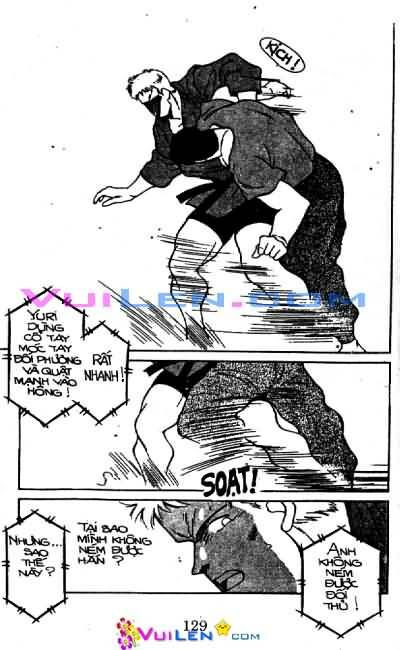 KỊCH!
VUILEN.COM
YURI
DÙNG
CỔ TAY
MÓC TAY
ĐỐI PHƯƠNG
VÀ QUẬT
MẠNH VÀO
HÔNG!
RẤT
NHANH!
SOẠT!
NHƯNG...
SAO
THẾ
NÀY?
TẠI SAO
MÌNH KHÔNG
NÉM ĐƯỢC
HẮN?
ANH
KHÔNG
NÉM
ĐƯỢC
ĐỐI
THỦ!
129
VUILEN.COM